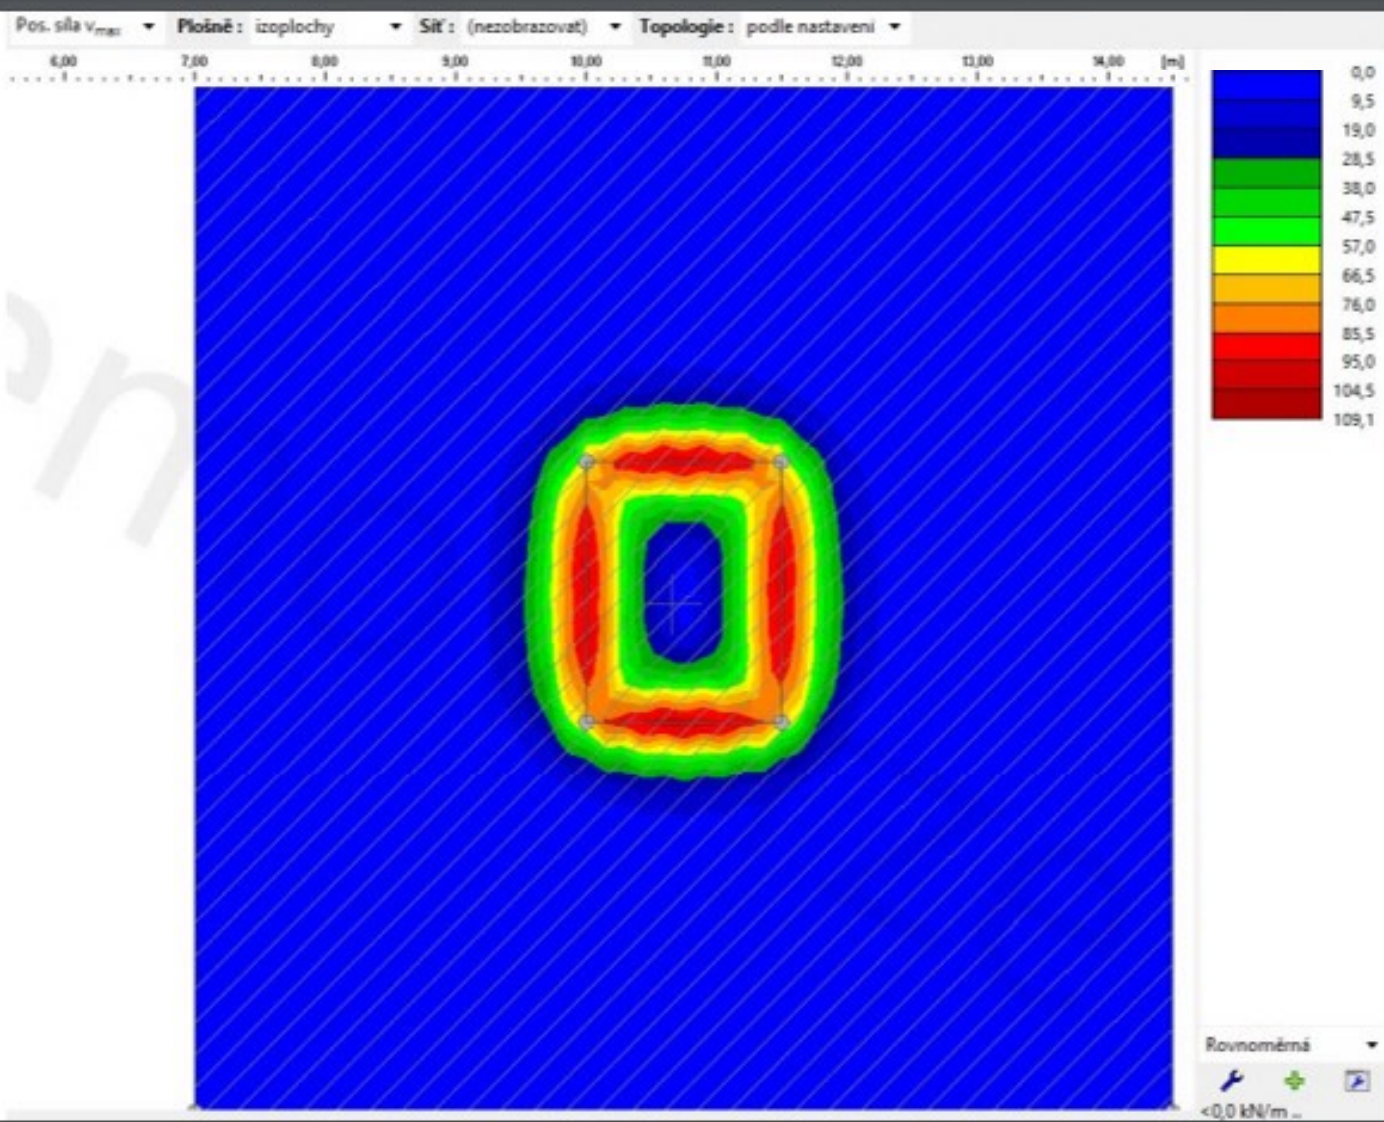 Pos. síla vmax Plošně : izoplochy Síť : (nezobrazovat) Topologie : podle nastavení
6,00 7,00 8,00 9,00 10,00 11,00 12,00 13,00 14,00 [m]
0,0
9,5
19,0
28,5
38,0
47,5
57,0
66,5
76,0
85,5
95,0
104,5
109,1
en
Rovnoměrná
<0,0 kN/m ..